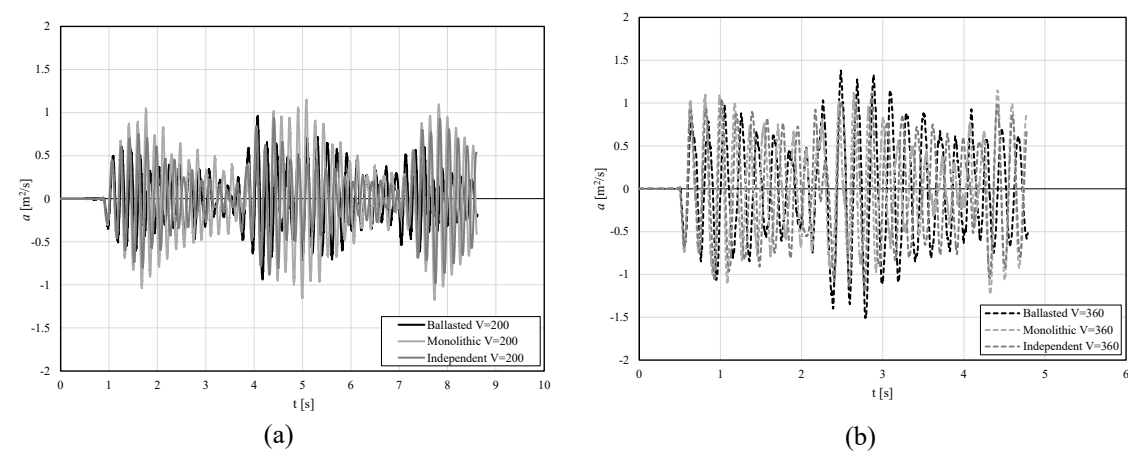 2
1.5
1
0.5
0
-0.5
-1
-1.5
-2
a [m²/s]
0 1 2 3 4 5 6 7 8 9 10
t [s]
Ballasted V=200
Monolithic V=200
Independent V=200
(a)
2
1.5
1
0.5
0
-0.5
-1
-1.5
-2
a [m²/s]
0 1 2 3 4 5 6
t [s]
Ballasted V=360
Monolithic V=360
Independent V=360
(b)